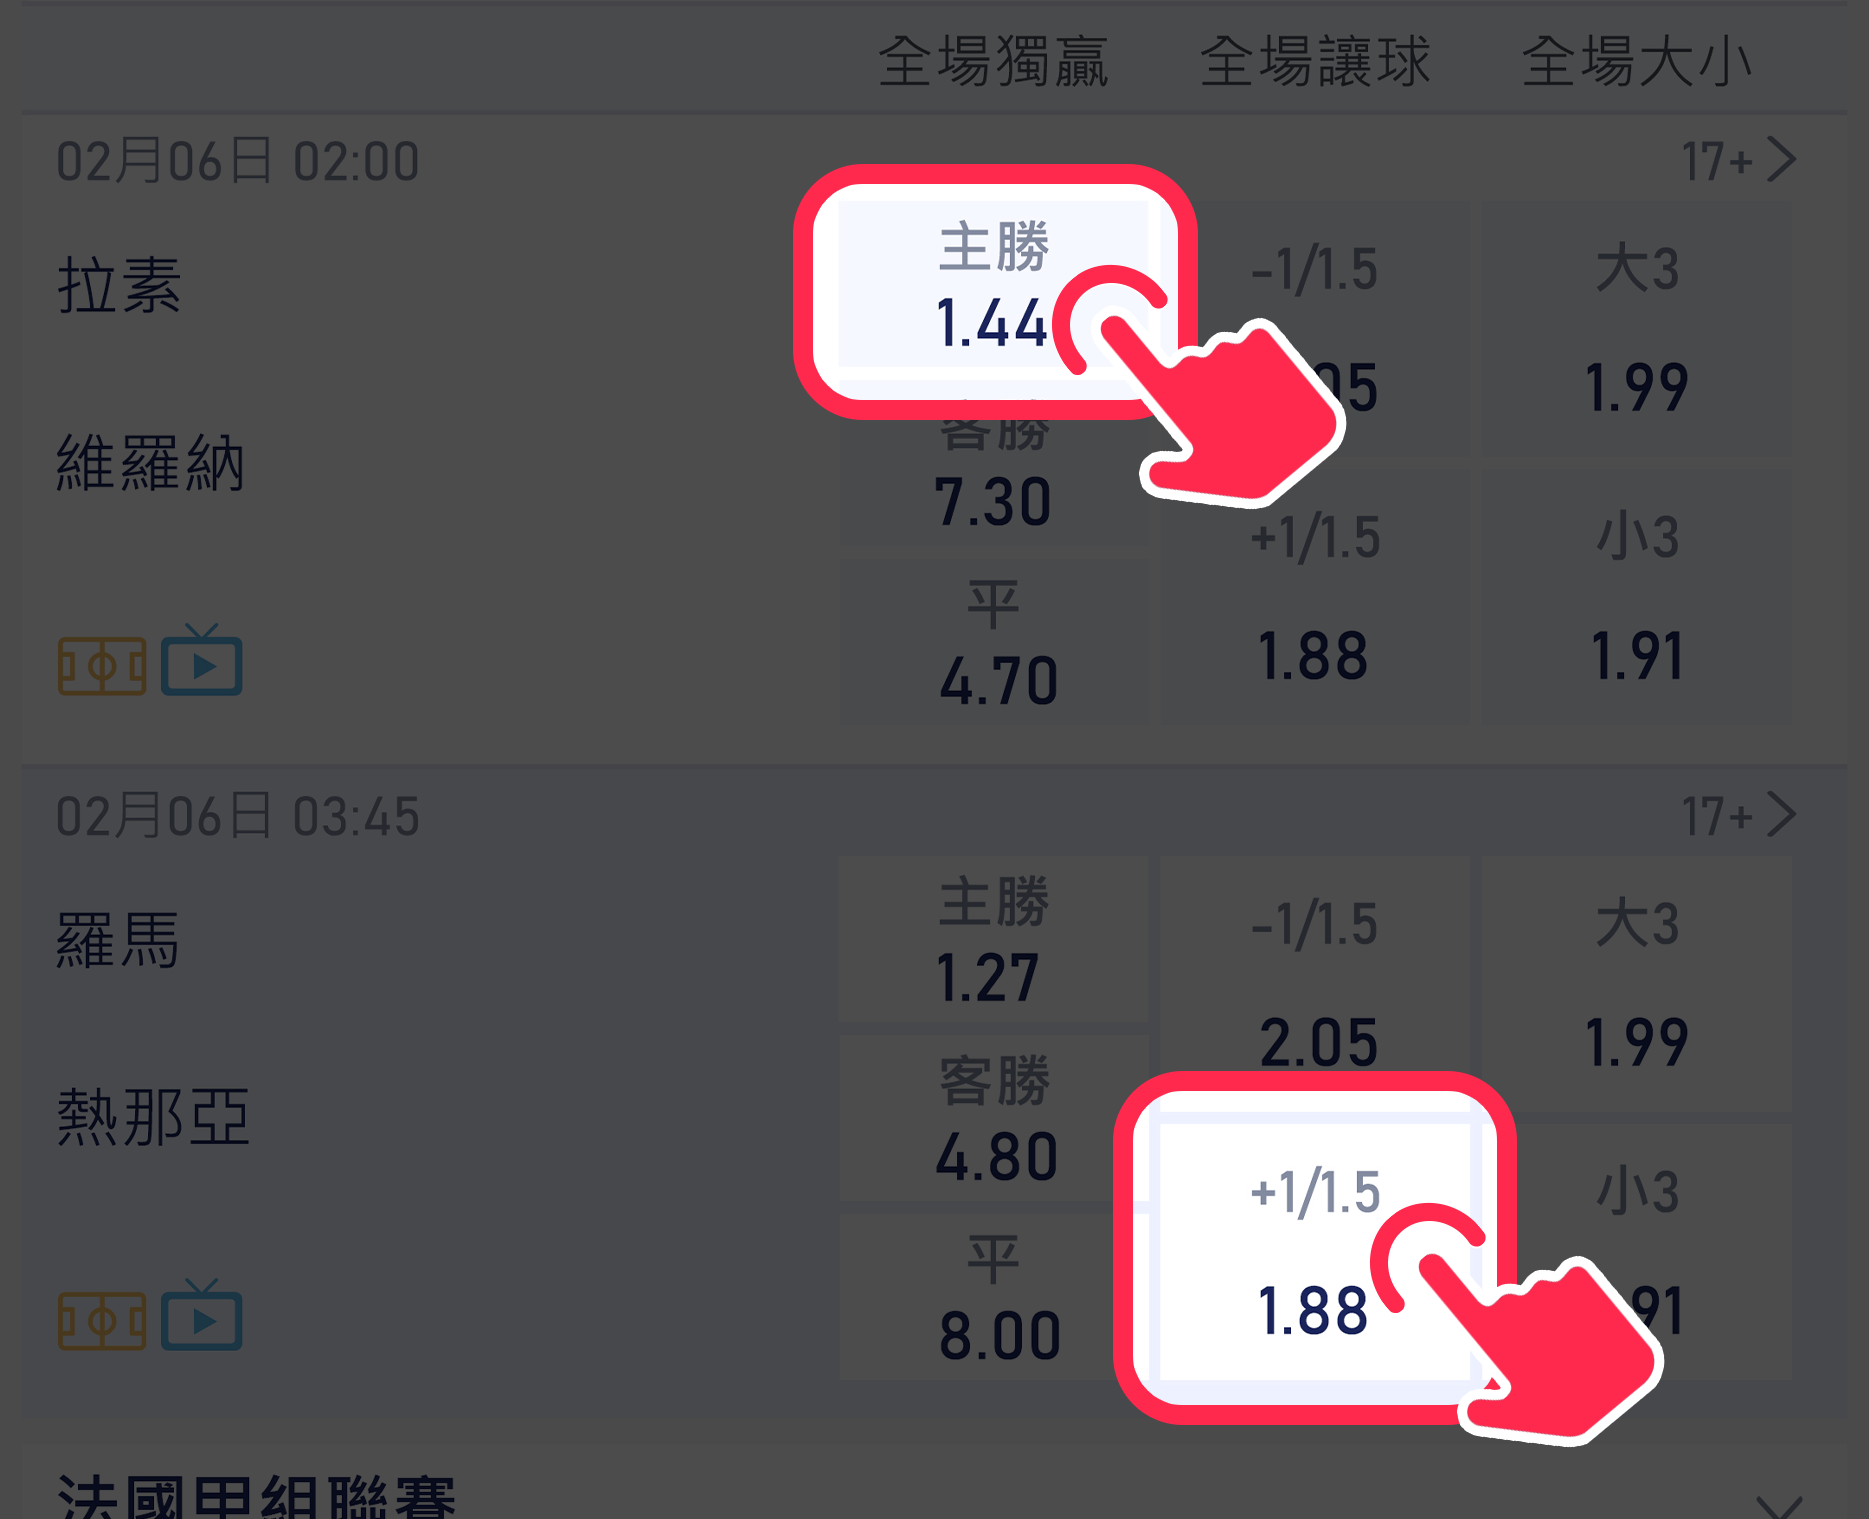 全場獨贏 全場讓球 全場大小
02月06日 02:00 17+
拉素
主勝
1.44
-1/1.5
05
大3
1.99
維羅納
客勝
7.30
+1/1.5
1.88
小3
1.91
平
4.70
02月06日 03:45 17+
羅馬
主勝
1.27
-1/1.5
2.05
大3
1.99
熱那亞
客勝
4.80
+1/1.5
1.88
小3
91
平
8.00
法國甲組聯賽